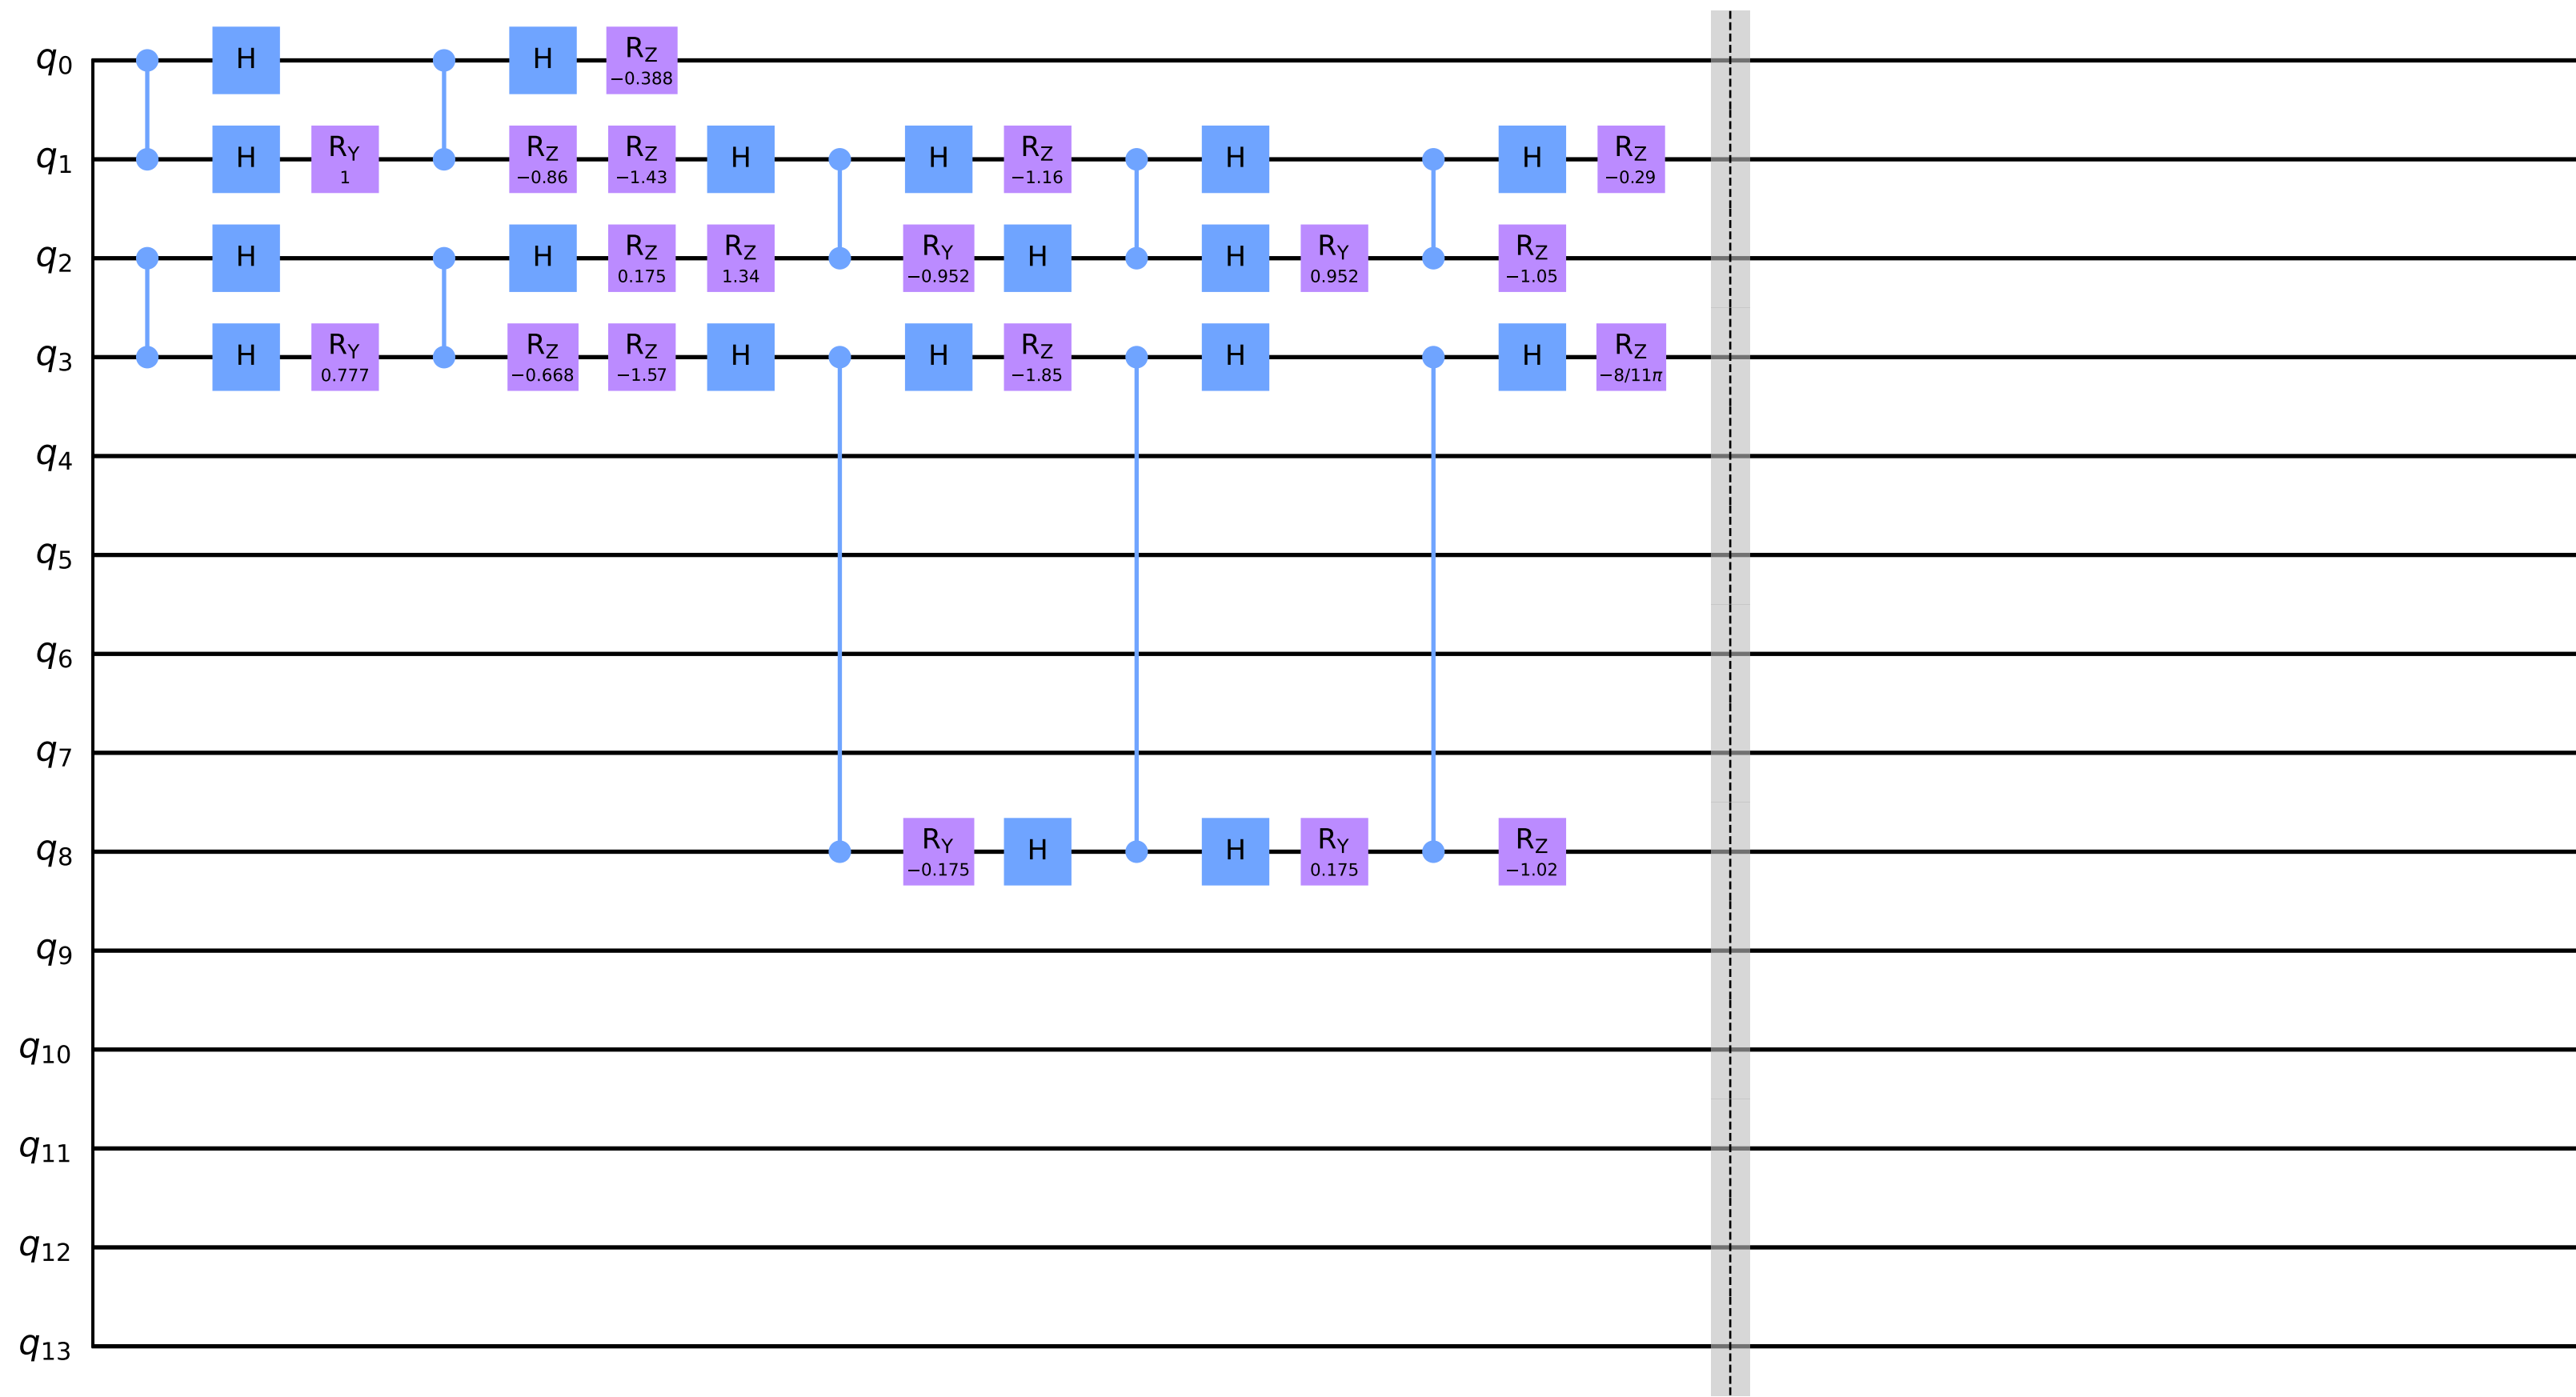 q0 H H RZ −0.388
q1 H RY 1 RZ −0.86 RZ −1.43 H H RZ −1.16 H H RZ −0.29
q2 H H RZ 0.175 RZ 1.34 RY −0.952 H H RY 0.952 RZ −1.05
q3 H RY 0.777 RZ −0.668 RZ −1.57 H H RZ −1.85 H H RZ −8/11π
q4
q5
q6
q7
q8 RY −0.175 H H RY 0.175 RZ −1.02
q9
q10
q11
q12
q13